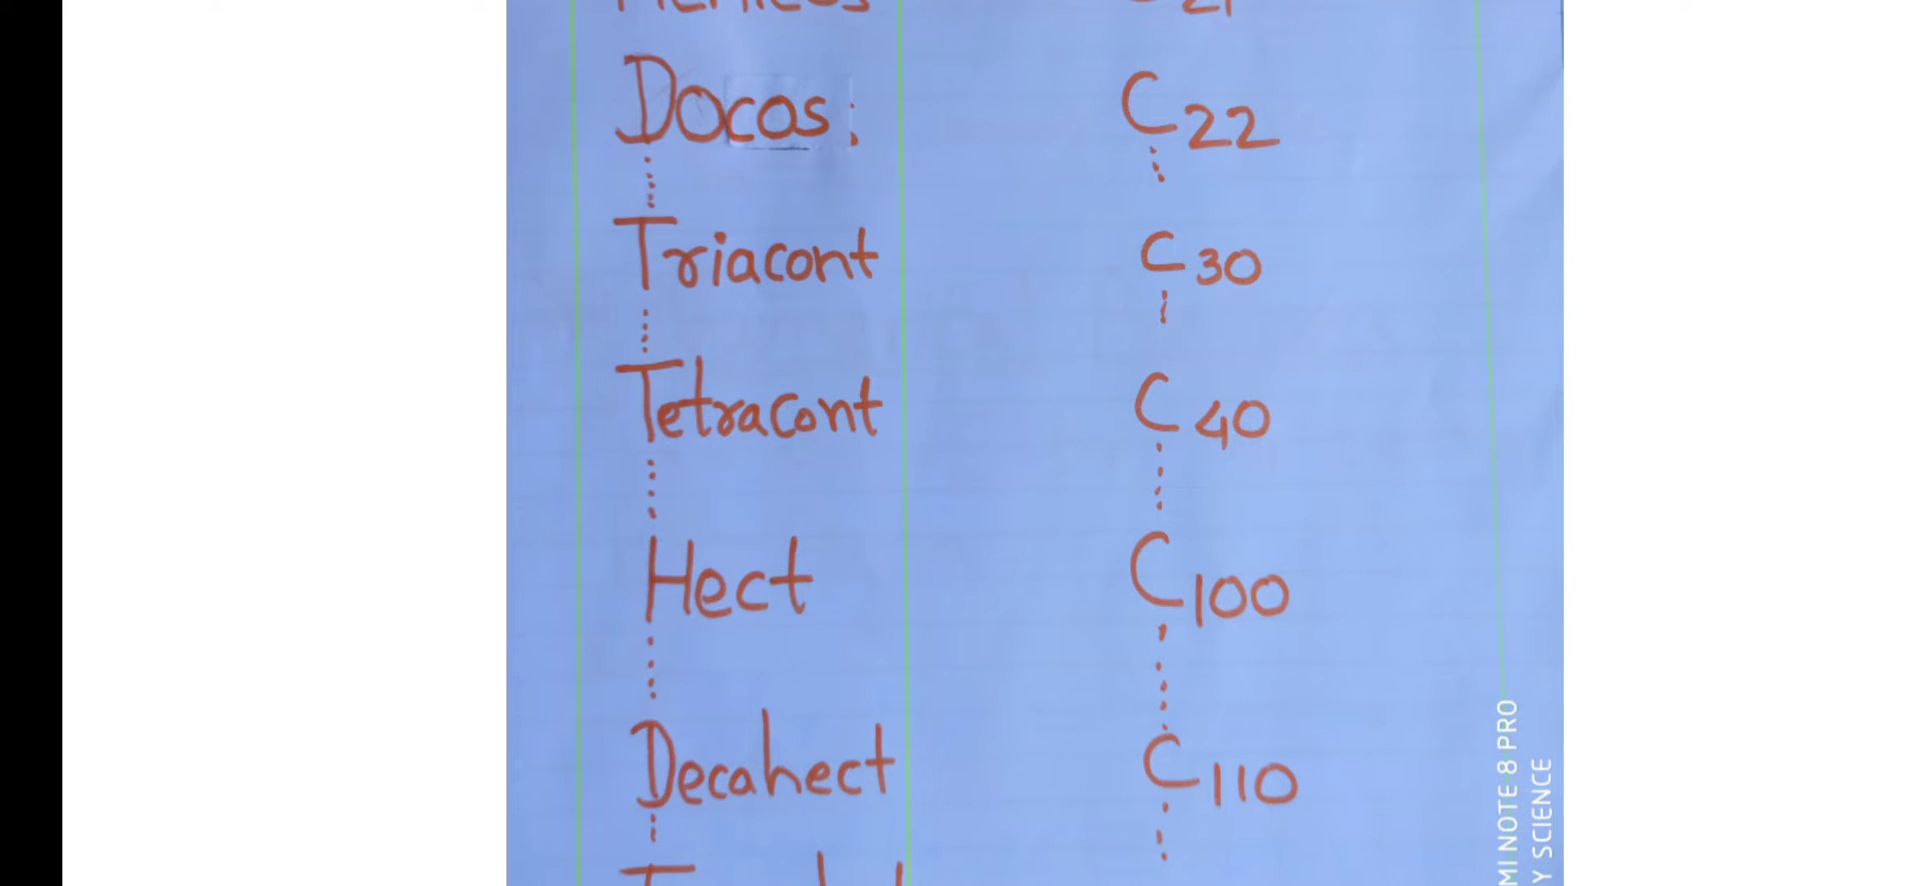 Docos: C22
Triacont C30
Tetracont C40
Hect C100
Decahect C110
MI NOTE 8 PRO
Y SCIENCE